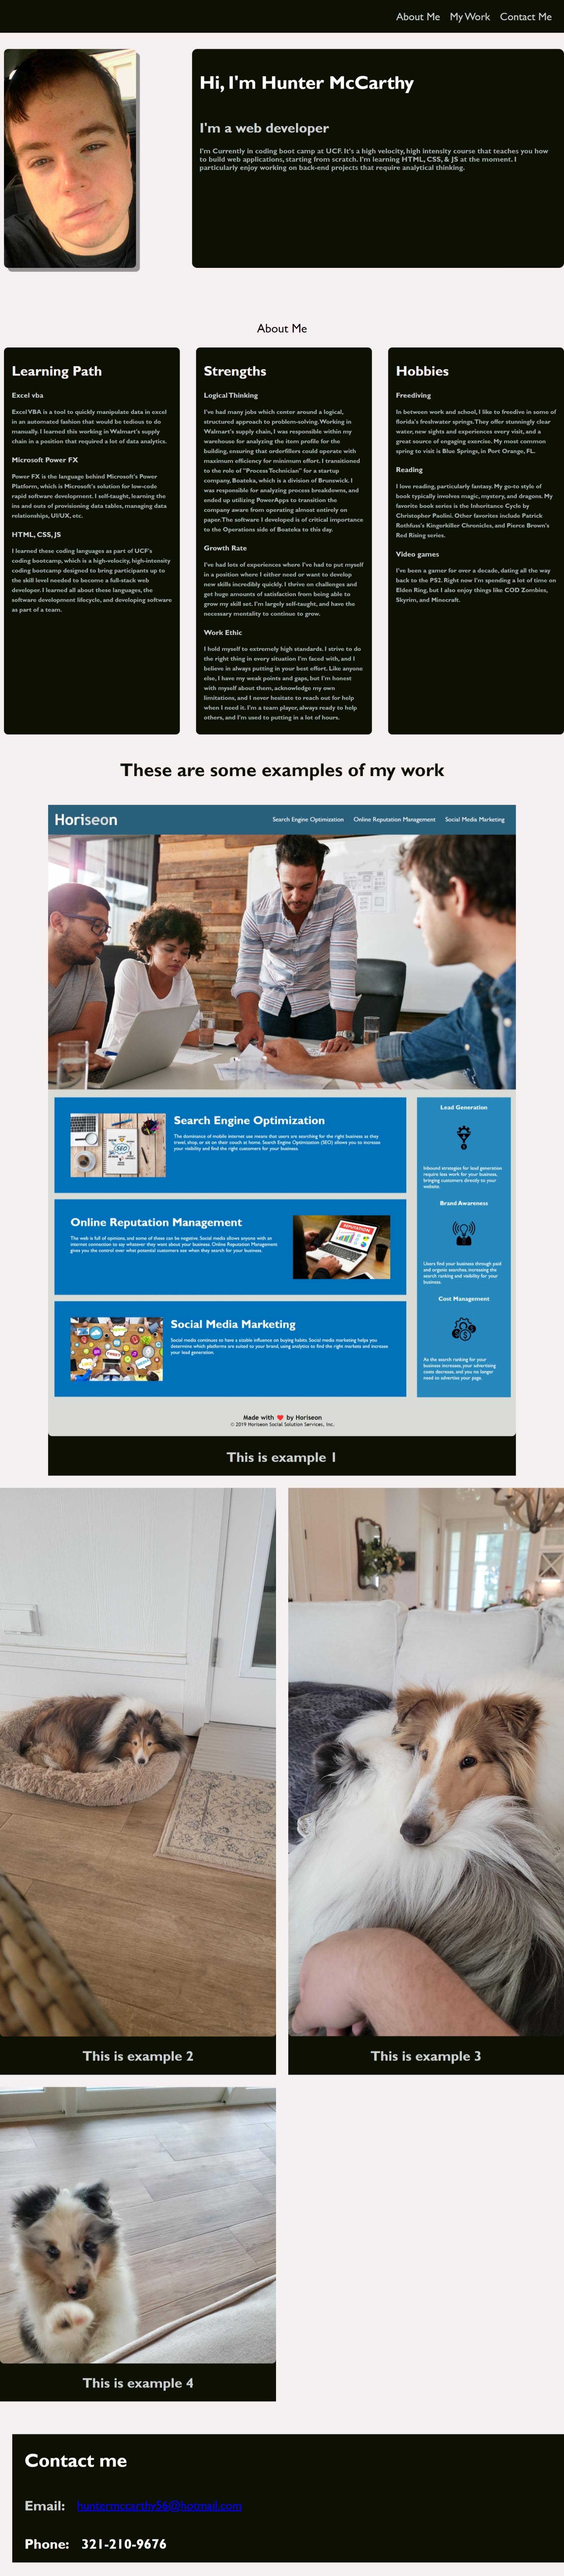 About Me My Work Contact Me
Hi, I'm Hunter McCarthy
I'm a web developer
I'm Currently in coding boot camp at UCF. It's a high velocity, high intensity course that teaches you how
to build web applications, starting from scratch. I'm learning HTML, CSS, & JS at the moment. I
particularly enjoy working on back-end projects that require analytical thinking.
About Me
Learning Path
Excel vba
Excel VBA is a tool to quickly manipulate data in excel
in an automated fashion that would be tedious to do
manually. I learned this working in Walmart's supply
chain in a position that required a lot of data analytics.
Microsoft Power FX
Power FX is the language behind Microsoft's Power
Platform, which is Microsoft's solution for low-code
rapid software development. I self-taught, learning the
ins and outs of provisioning data tables, managing data
relationships, UI/UX, etc.
HTML, CSS, JS
I learned these coding languages as part of UCF's
coding bootcamp, which is a high-velocity, high-intensity
coding bootcamp designed to bring participants up to
the skill level needed to become a full-stack web
developer. I learned all about these languages, the
software development lifecycle, and developing software
as part of a team.
Strengths
Logical Thinking
I've had many jobs which center around a logical,
structured approach to problem-solving. Working in
Walmart's supply chain, I was responsible within my
warehouse for analyzing the item profile for the
building, ensuring that orderfillers could operate with
maximum efficiency for minimum effort. I transitioned
to the role of "Process Technician" for a startup
company, Boateka, which is a division of Brunswick. I
was responsible for analyzing process breakdowns, and
ended up utilizing PowerApps to transition the
company aware from operating almost entirely on
paper. The software I developed is of critical importance
to the Operations side of Boateka to this day.
Growth Rate
I've had lots of experiences where I've had to put myself
in a position where I either need or want to develop
new skills incredibly quickly. I thrive on challenges and
get huge amounts of satisfaction from being able to
grow my skill set. I'm largely self-taught, and have the
necessary mentality to continue to grow.
Work Ethic
I hold myself to extremely high standards. I strive to do
the right thing in every situation I'm faced with, and I
believe in always putting in your best effort. Like anyone
else, I have my weak points and gaps, but I'm honest
with myself about them, acknowledge my own
limitations, and I never hesitate to reach out for help
when I need it. I'm a team player, always ready to help
others, and I'm used to putting in a lot of hours.
Hobbies
Freediving
In between work and school, I like to freedive in some of
florida's freshwater springs. They offer stunningly clear
water, new sights and experiences every visit, and a
great source of engaging exercise. My most common
spring to visit is Blue Springs, in Port Orange, FL.
Reading
I love reading, particularly fantasy. My go-to style of
book typically involves magic, mystery, and dragons. My
favorite book series is the Inheritance Cycle by
Christopher Paolini. Other favorites include Patrick
Rothfuss's Kingerkiller Chronicles, and Pierce Brown's
Red Rising series.
Video games
I've been a gamer for over a decade, dating all the way
back to the PS2. Right now I'm spending a lot of time on
Elden Ring, but I also enjoy things like COD Zombies,
Skyrim, and Minecraft.
These are some examples of my work
Horiseon
Search Engine Optimization Online Reputation Management Social Media Marketing
Search Engine Optimization
The dominance of mobile internet use means that users are searching for the right business as they
travel, shop, or sit on their couch at home. Search Engine Optimization (SEO) allows you to increase
your visibility and find the right customers for your business.
Online Reputation Management
The web is full of opinions, and some of these can be negative. Social media allows anyone with an
internet connection to say whatever they want about your business. Online Reputation Management
gives you the control over what potential customers see when they search for your business.
REPUTATION
Social Media Marketing
Social media continues to have a sizable influence on buying habits. Social media marketing helps you
determine which platforms are suited to your brand, using analytics to find the right markets and increase
your lead generation.
Lead Generation
Inbound strategies for lead generation
require less work for your business,
bringing customers directly to your
website.
Brand Awareness
Users find your business through paid
and organic searches, increasing the
search ranking and visibility for your
business.
Cost Management
As the search ranking for your
business increases, your advertising
costs decrease, and you no longer
need to advertise your page.
Made with ❤️ by Horiseon
© 2019 Horiseon Social Solution Services, Inc.
This is example 1
This is example 2
This is example 3
This is example 4
Contact me
Email: huntermccarthy56@hotmail.com
Phone: 321-210-9676